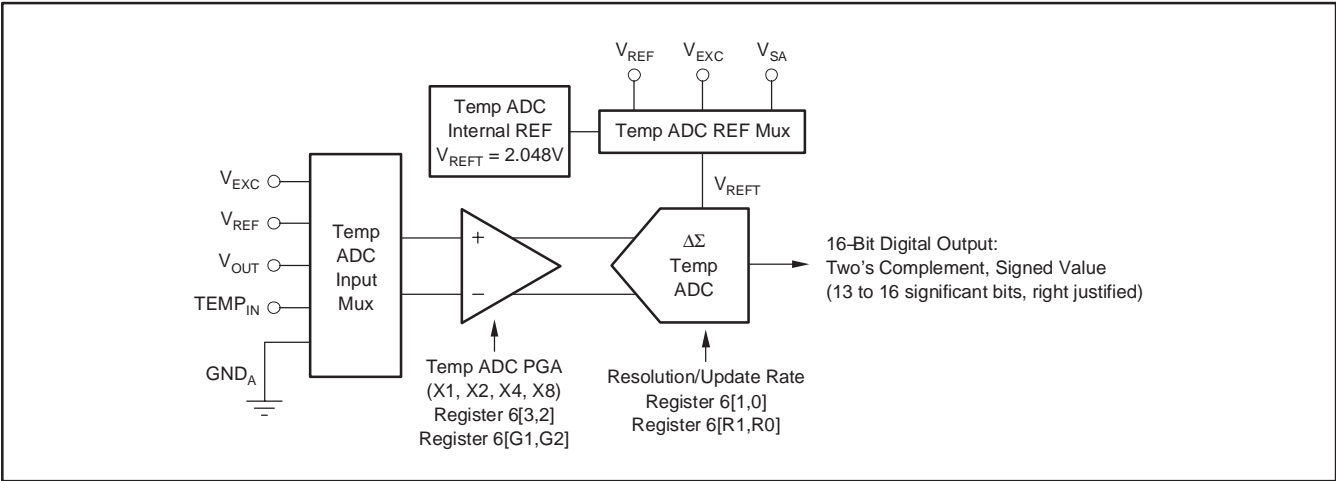 V_REF
V_EXC
V_SA
Temp ADC
Internal REF
V_REFT = 2.048V
Temp ADC REF Mux
V_REFT
V_EXC
V_REF
V_OUT
TEMP_IN
GND_A
Temp
ADC
Input
Mux
+
−
ΔΣ
Temp
ADC
16–Bit Digital Output:
Two's Complement, Signed Value
(13 to 16 significant bits, right justified)
Temp ADC PGA
(X1, X2, X4, X8)
Register 6[3,2]
Register 6[G1,G2]
Resolution/Update Rate
Register 6[1,0]
Register 6[R1,R0]